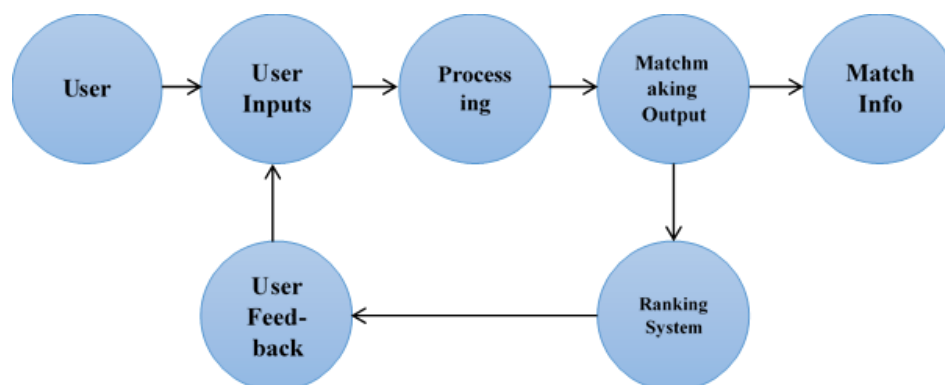 User
User
Inputs
Process
ing
Matchm
aking
Output
Match
Info
User
Feed-
back
Ranking
System